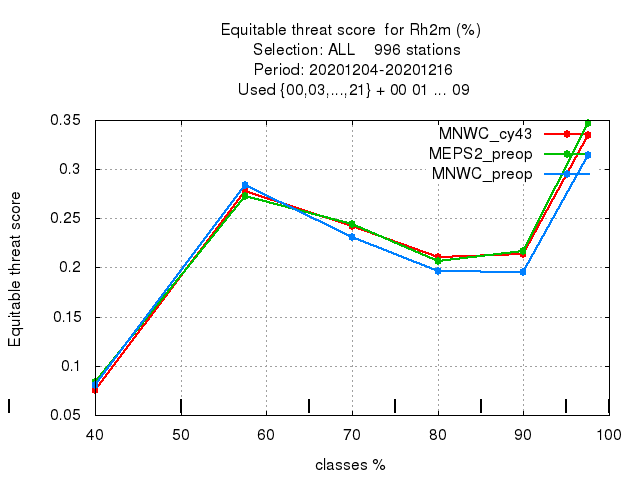 Equitable threat score  for Rh2m (%)
Selection: ALL    996 stations
Period: 20201204-20201216
Used {00,03,...,21} + 00 01 ... 09
MNWC_cy43
MEPS2_preop
MNWC_preop
Equitable threat score
0.35
0.3
0.25
0.2
0.15
0.1
0.05
40 50 60 70 80 90 100
classes %